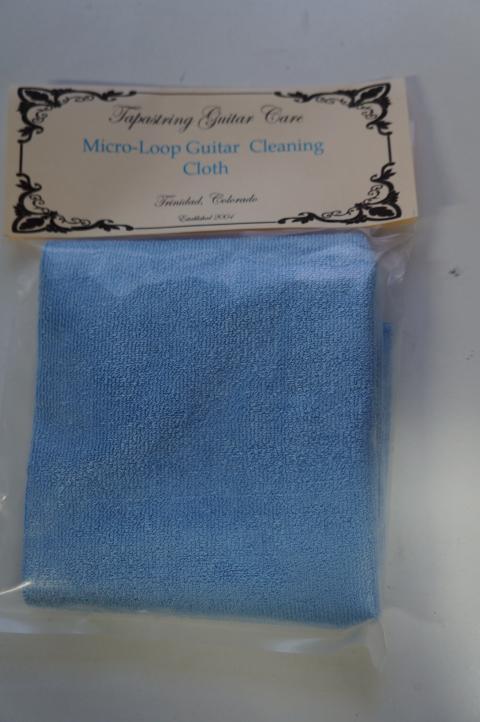 Tapastring Guitar Care
Micro-Loop Guitar Cleaning
Cloth
Trinidad, Colorado
Established 2004